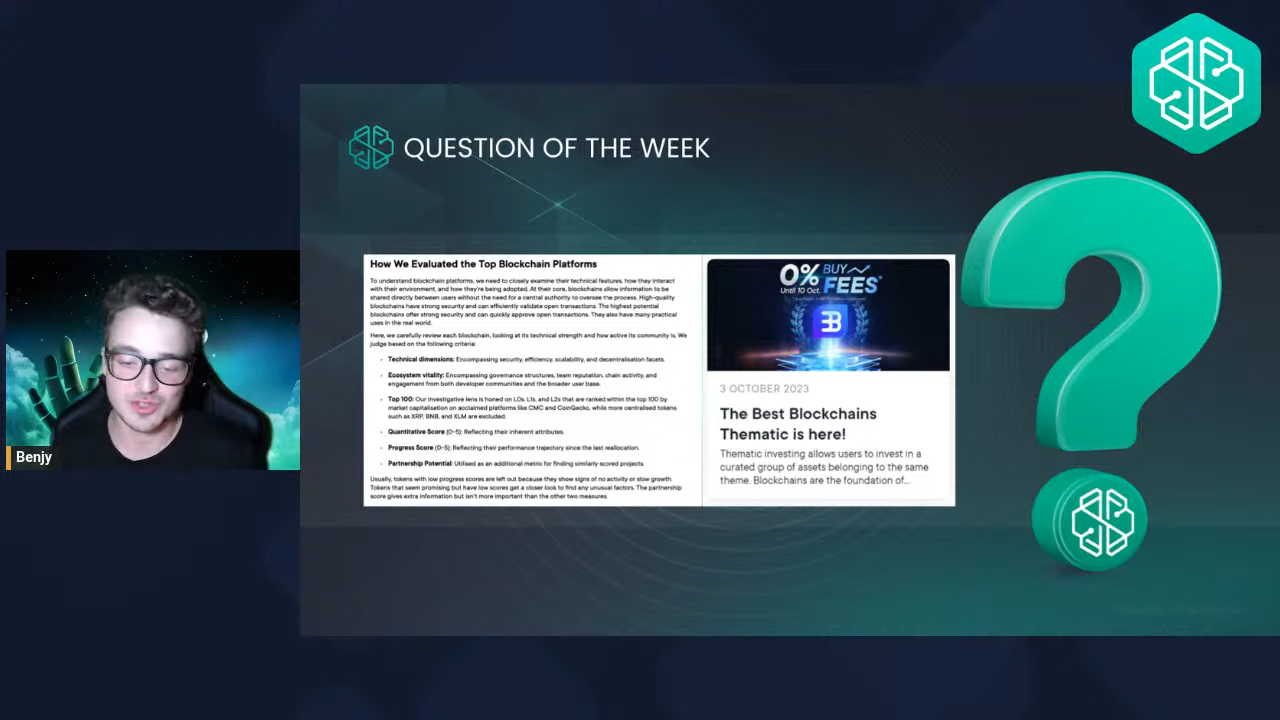 QUESTION OF THE WEEK
How We Evaluated the Top Blockchain Platforms
To understand blockchain platforms, we need to closely examine their technical features, how they interact
with their environment, and how they're being adopted. At their core, blockchains allow information to be
shared directly between users without the need for a central authority to oversee the process. High-quality
blockchains have strong security and can efficiently validate open transactions. The highest potential
blockchains offer strong security and can quickly approve open transactions. They also have many practical
uses in the real world.
Here, we carefully review each blockchain, looking at its technical strength and how active its community is. We
judge based on the following criteria:
• Technical dimensions: Encompassing security, efficiency, scalability, and decentralisation facets.
• Ecosystem vitality: Encompassing governance structures, team reputation, chain activity, and
engagement from both developer communities and the broader user base.
• Top 100: Our investigative lens is honed on L0s, L1s, and L2s that are ranked within the top 100 by
market capitalisation on acclaimed platforms like CMC and CoinGecko, while more centralised tokens
such as XRP, BNB, and XLM are excluded.
• Quantitative Score (0-5): Reflecting their inherent attributes.
• Progress Score (0-5): Reflecting their performance trajectory since the last reallocation.
• Partnership Potential: Utilised as an additional metric for finding similarly scored projects.
Usually, tokens with low progress scores are left out because they show signs of no activity or slow growth.
Tokens that seem promising but have low scores get a closer look to find any unusual factors. The partnership
score gives extra information but isn't more important than the other two measures.
0% BUY FEES*
Until 10 Oct.
3 OCTOBER 2023
The Best Blockchains
Thematic is here!
Thematic investing allows users to invest in a
curated group of assets belonging to the same
theme. Blockchains are the foundation of...
Benjy